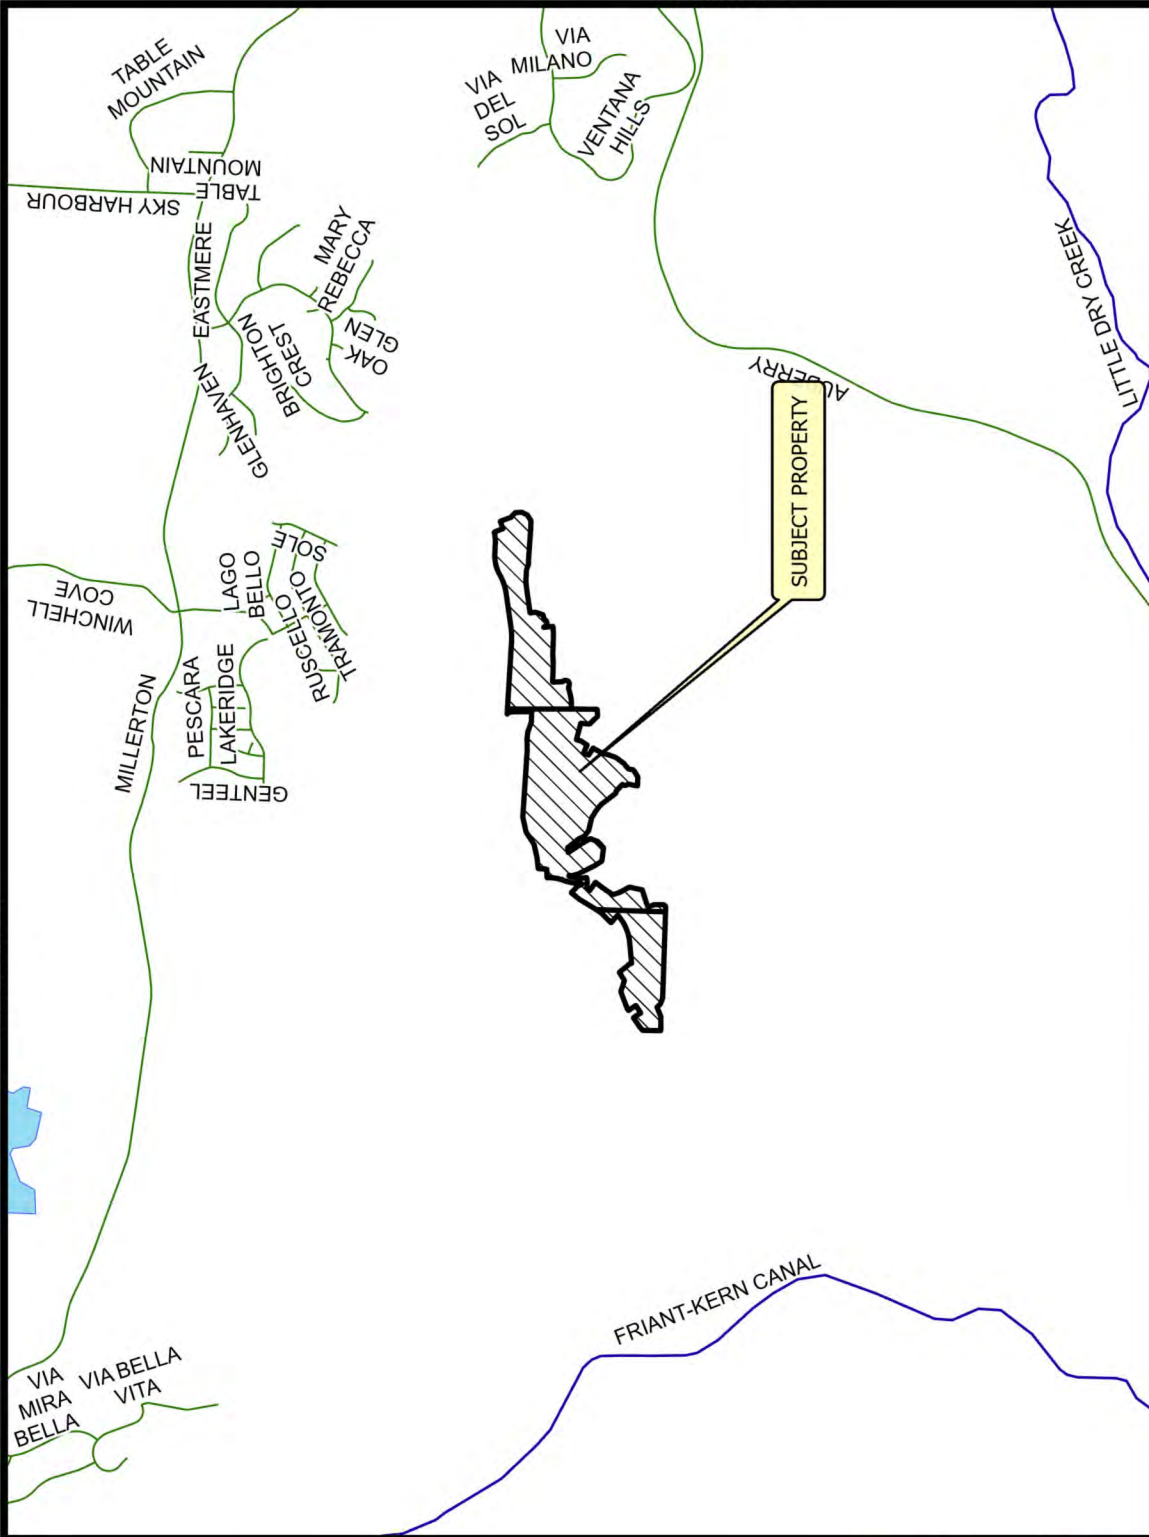 TABLE
MOUNTAIN
VIA
MILANO
VIA
DEL
SOL
VENTANA
HILLS
TABLE
MOUNTAIN
SKY HARBOUR
EASTMERE
MARY
REBECCA
GLEN
OAK
BRIGHTON
CREST
GLENHAVEN
LITTLE DRY CREEK
AUBERRY
SUBJECT PROPERTY
WINCHELL
COVE
LAGO
BELLO
SOLE
RUSCELLO
TRAMONTO
MILLERTON
PESCARA
LAKERIDGE
GENTEEL
FRIANT-KERN CANAL
VIA
MIRA
BELLA
VIA BELLA
VITA